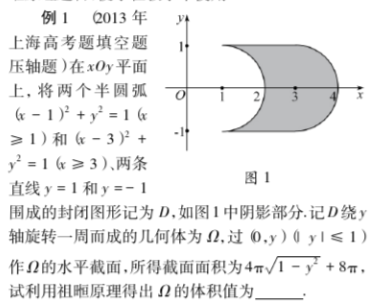 例 1 (2013 年
上海高考题填空题
压轴题)在 xOy 平面
上,将两个半圆弧
(x - 1)² + y² = 1 (x
≥ 1) 和 (x - 3)² +
y² = 1 (x ≥ 3)、两条
直线 y = 1 和 y = - 1
y
1
O
1
2
3
4
x
-1
图 1
围成的封闭图形记为 D,如图 1 中阴影部分.记 D 绕 y
轴旋转一周而成的几何体为 Ω,过 (0,y) (| y | ≤ 1)
作 Ω 的水平截面,所得截面面积为 4π√1 - y² + 8π,
试利用祖暅原理得出 Ω 的体积值为______.